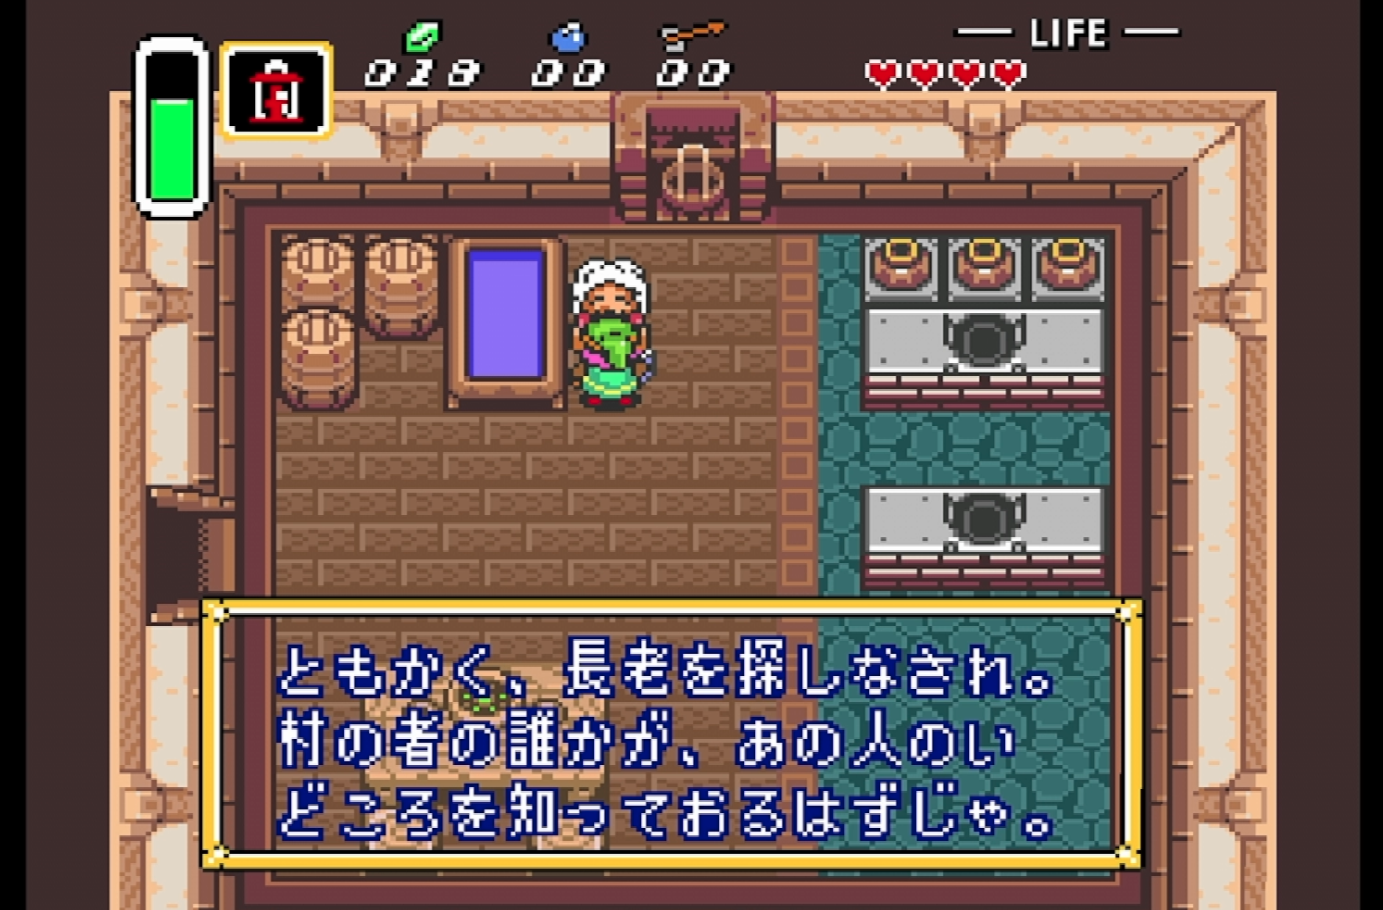 — LIFE —
018 00 00
ともかく、長老を探しなされ。
村の者の誰かが、あの人のい
どころを知っておるはずじゃ。